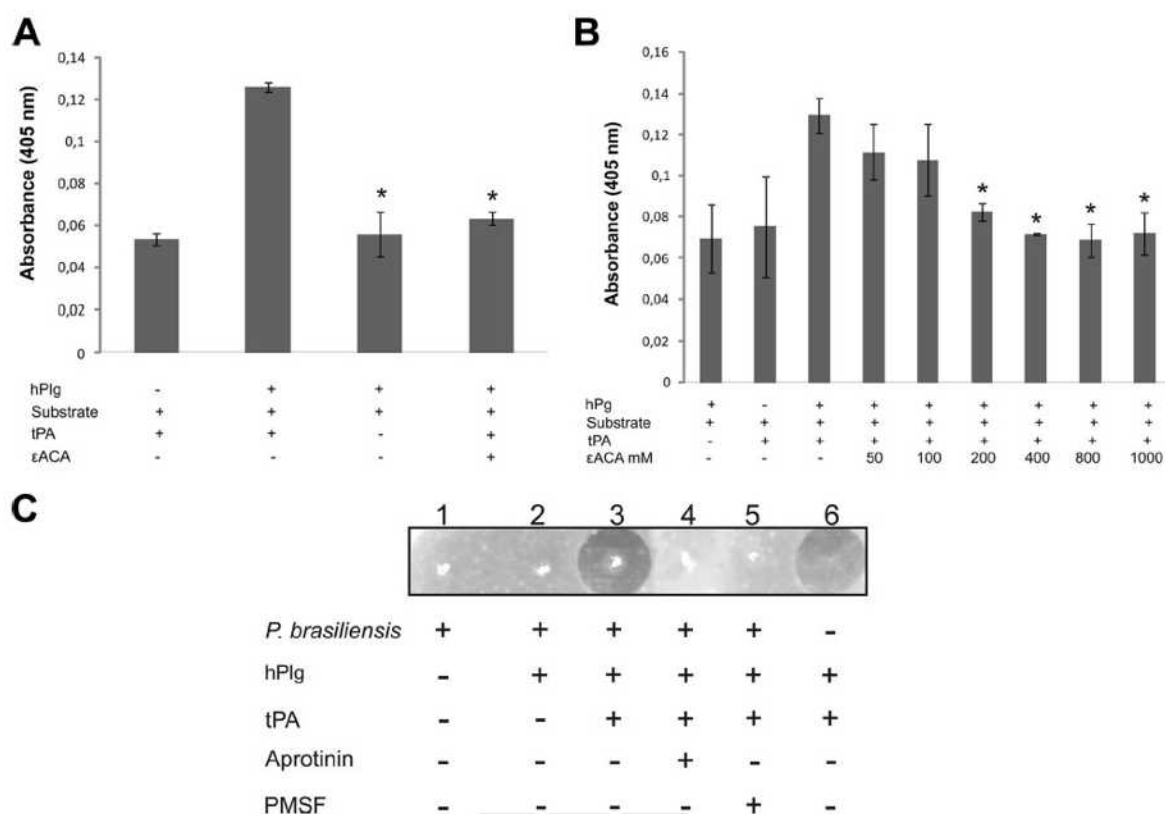 A
Absorbance (405 nm)
0,14
0,12
0,1
0,08
0,06
0,04
0,02
0
* *
hPlg - + + +
Substrate + + + +
tPA + + - +
εACA - - - +
B
Absorbance (405 nm)
0,16
0,14
0,12
0,1
0,08
0,06
0,04
0,02
0
* * * *
hPg + - + + + + + + +
Substrate + + + + + + + + +
tPA - + + + + + + + +
εACA mM - - - 50 100 200 400 800 1000
C
1 2 3 4 5 6
P. brasiliensis + + + + + -
hPlg - + + + + +
tPA - - + + + +
Aprotinin - - - + - -
PMSF - - - - + -